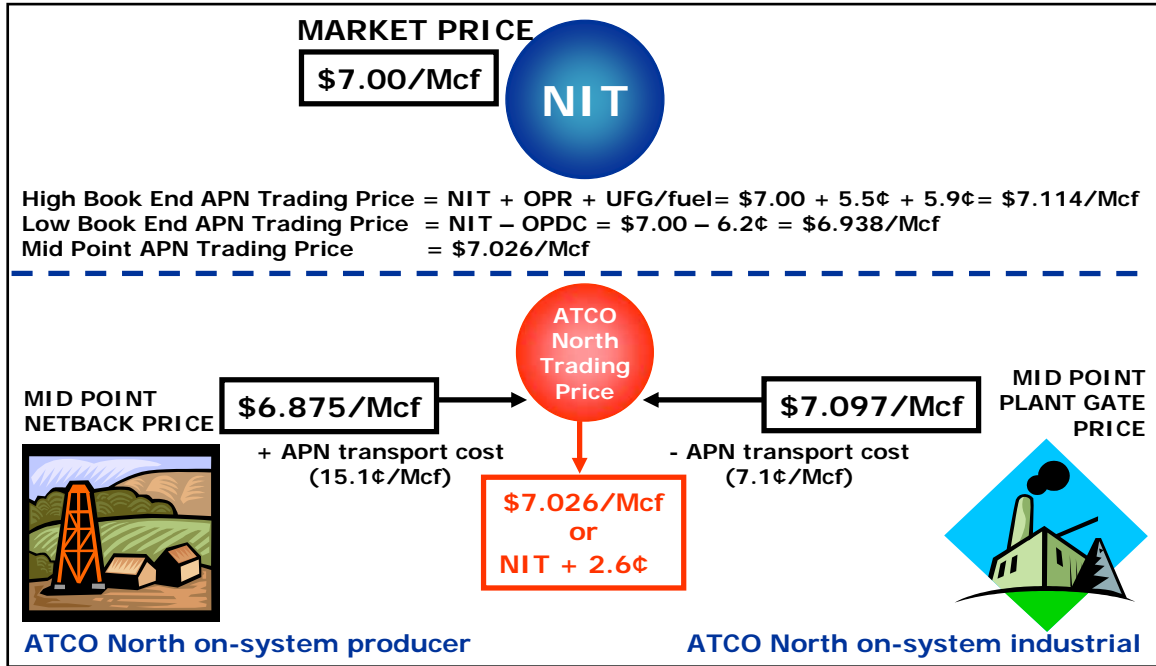 MARKET PRICE
$7.00/Mcf
NIT
High Book End APN Trading Price = NIT + OPR + UFG/fuel= $7.00 + 5.5¢ + 5.9¢= $7.114/Mcf
Low Book End APN Trading Price = NIT – OPDC = $7.00 – 6.2¢ = $6.938/Mcf
Mid Point APN Trading Price = $7.026/Mcf
ATCO
North
Trading
Price
MID POINT
NETBACK PRICE
$6.875/Mcf
+ APN transport cost
(15.1¢/Mcf)
$7.097/Mcf
- APN transport cost
(7.1¢/Mcf)
MID POINT
PLANT GATE
PRICE
$7.026/Mcf
or
NIT + 2.6¢
ATCO North on-system producer
ATCO North on-system industrial